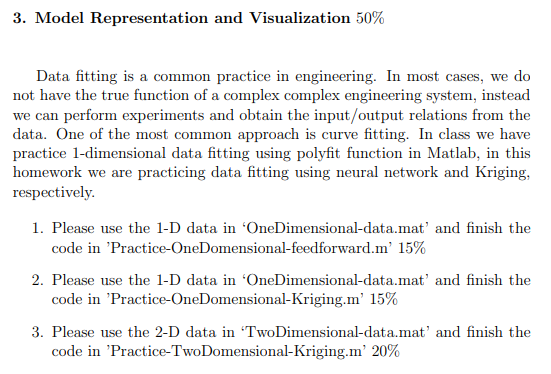 3. Model Representation and Visualization 50%
Data fitting is a common practice in engineering. In most cases, we do
not have the true function of a complex complex engineering system, instead
we can perform experiments and obtain the input/output relations from the
data. One of the most common approach is curve fitting. In class we have
practice 1-dimensional data fitting using polyfit function in Matlab, in this
homework we are practicing data fitting using neural network and Kriging,
respectively.
1. Please use the 1-D data in ‘OneDimensional-data.mat’ and finish the
code in ’Practice-OneDomensional-feedforward.m’ 15%
2. Please use the 1-D data in ‘OneDimensional-data.mat’ and finish the
code in ’Practice-OneDomensional-Kriging.m’ 15%
3. Please use the 2-D data in ‘TwoDimensional-data.mat’ and finish the
code in ’Practice-TwoDomensional-Kriging.m’ 20%